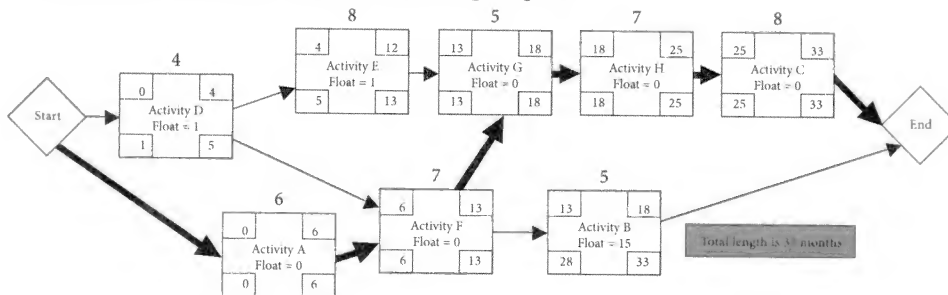 8
5
7
8
4
4 12
Activity E
Float = 1
5 13
13 18
Activity G
Float = 0
13 18
18 25
Activity H
Float = 0
18 25
25 33
Activity C
Float = 0
25 33
0 4
Activity D
Float = 1
1 5
Start
End
6
7
5
0 6
Activity A
Float = 0
0 6
6 13
Activity F
Float = 0
6 13
13 18
Activity B
Float = 15
28 33
Total length is months